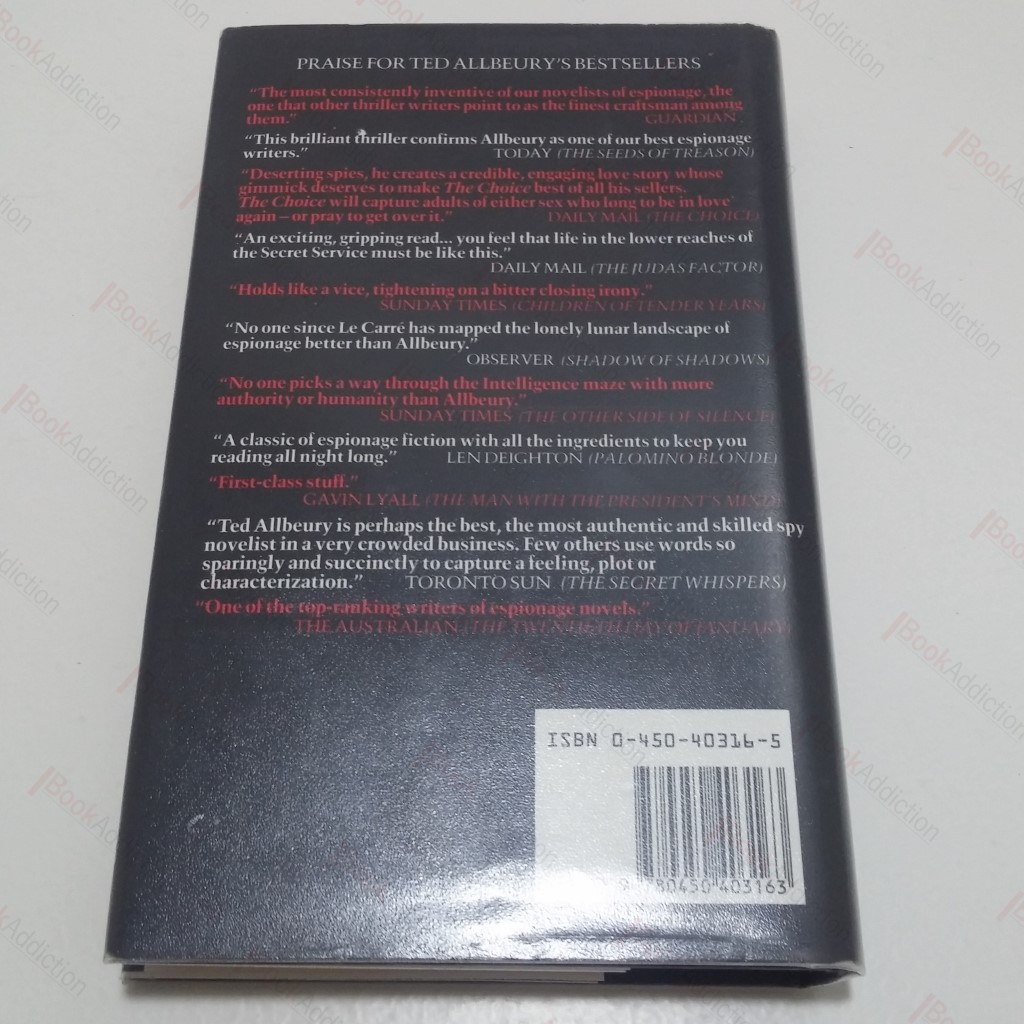 PRAISE FOR TED ALLBEURY'S BESTSELLERS
“The most consistently inventive of our novelists of espionage, the
one that other thriller writers point to as the finest craftsman among
them.” GUARDIAN
“This brilliant thriller confirms Allbeury as one of our best espionage
writers.” TODAY (THE SEEDS OF TREASON)
“Deserting spies, he creates a credible, engaging love story whose
gimmick deserves to make The Choice best of all his sellers.
The Choice will capture adults of either sex who long to be in love
again – or pray to get over it.” DAILY MAIL (THE CHOICE)
“An exciting, gripping read... you feel that life in the lower reaches of
the Secret Service must be like this.”
DAILY MAIL (THE JUDAS FACTOR)
“Holds like a vice, tightening on a bitter closing irony.”
SUNDAY TIMES (CHILDREN OF TENDER YEARS)
“No one since Le Carré has mapped the lonely lunar landscape of
espionage better than Allbeury.”
OBSERVER (SHADOW OF SHADOWS)
“No one picks a way through the Intelligence maze with more
authority or humanity than Allbeury.”
SUNDAY TIMES (THE OTHER SIDE OF SILENCE)
“A classic of espionage fiction with all the ingredients to keep you
reading all night long.” LEN DEIGHTON (PALOMINO BLONDE)
“First-class stuff.”
GAVIN LYALL (THE MAN WITH THE PRESIDENT'S MIND)
“Ted Allbeury is perhaps the best, the most authentic and skilled spy
novelist in a very crowded business. Few others use words so
sparingly and succinctly to capture a feeling, plot or
characterization.” TORONTO SUN (THE SECRET WHISPERS)
“One of the top-ranking writers of espionage novels.”
THE AUSTRALIAN (THE TWENTIETH DAY OF JANUARY)
ISBN 0-450-40316-5
9 780450 403163
BookAddiction